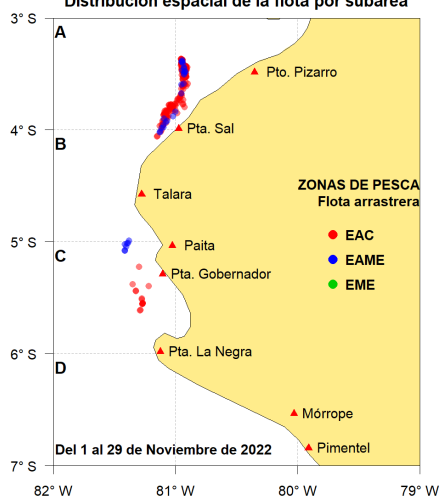 Distribución espacial de la flota por subárea
3° S
A
Pto. Pizarro
4° S
Pta. Sal
B
ZONAS DE PESCA
Talara
Flota arrastrera
EAC
5° S
Paita
C
EAME
Pta. Gobernador
EME
6° S
Pta. La Negra
D
Mórrope
Del 1 al 29 de Noviembre de 2022
Pimentel
7° S
82° W
81° W
80° W
79° W